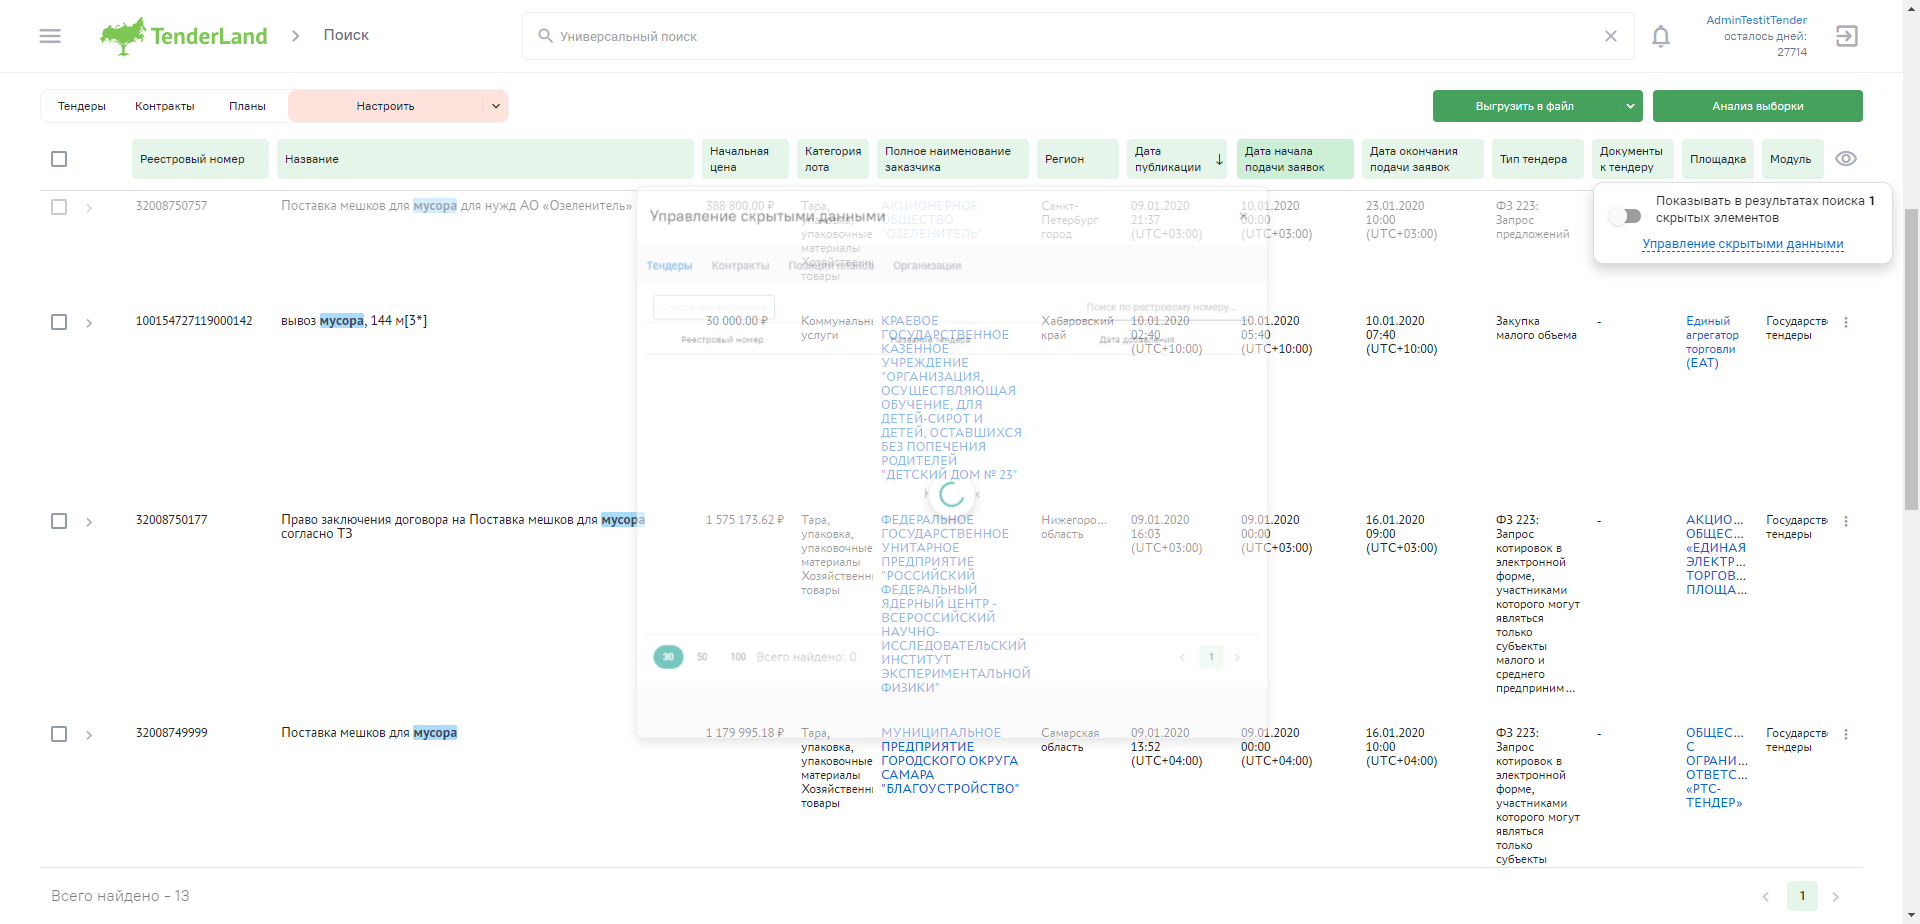 TenderLand
Поиск
Универсальный поиск
AdminTestitTender
осталось дней:
27714
Тендеры
Контракты
Планы
Настроить
Выгрузить в файл
Анализ выборки
Реестровый номер
Название
Начальная
цена
Категория
лота
Полное наименование
заказчика
Регион
Дата
публикации
Дата начала
подачи заявок
Дата окончания
подачи заявок
Тип тендера
Документы
к тендеру
Площадка
Модуль
Показывать в результатах поиска 1
скрытых элементов
Управление скрытыми данными
32008750757
Поставка мешков для мусора для нужд АО «Озеленитель»
388 800.00 ₽
Тара,
упаковка,
упаковочные
материалы
Хозяйственн
товары
АКЦИОНЕРНОЕ
ОБЩЕСТВО
"ОЗЕЛЕНИТЕЛЬ"
Санкт-
Петербург
город
09.01.2020
21:37
(UTC+03:00)
10.01.2020
00:00
(UTC+03:00)
23.01.2020
10:00
(UTC+03:00)
ФЗ 223:
Запрос
предложений
Управление скрытыми данными
Тендеры
Контракты
Позиции планов
Организации
Поиск по рестровому номеру...
Реестровый номер
Название тендера
Дата добавления
100154727119000142
вывоз мусора, 144 м[3*]
30 000.00 ₽
Коммунальн
услуги
КРАЕВОЕ
ГОСУДАРСТВЕННОЕ
КАЗЕННОЕ
УЧРЕЖДЕНИЕ
"ОРГАНИЗАЦИЯ,
ОСУЩЕСТВЛЯЮЩАЯ
ОБУЧЕНИЕ, ДЛЯ
ДЕТЕЙ-СИРОТ И
ДЕТЕЙ, ОСТАВШИХСЯ
БЕЗ ПОПЕЧЕНИЯ
РОДИТЕЛЕЙ
"ДЕТСКИЙ ДОМ № 23"
Хабаровский
край
10.01.2020
02:40
(UTC+10:00)
10.01.2020
05:40
(UTC+10:00)
10.01.2020
07:40
(UTC+10:00)
Закупка
малого объема
-
Единый
агрегатор
торговли
(ЕАТ)
Государств
тендеры
32008750177
Право заключения договора на Поставка мешков для мусора
согласно ТЗ
1 575 173.62 ₽
Тара,
упаковка,
упаковочные
материалы
Хозяйственн
товары
ФЕДЕРАЛЬНОЕ
ГОСУДАРСТВЕННОЕ
УНИТАРНОЕ
ПРЕДПРИЯТИЕ
"РОССИЙСКИЙ
ФЕДЕРАЛЬНЫЙ
ЯДЕРНЫЙ ЦЕНТР -
ВСЕРОССИЙСКИЙ
НАУЧНО-
ИССЛЕДОВАТЕЛЬСКИЙ
ИНСТИТУТ
ЭКСПЕРИМЕНТАЛЬНОЙ
ФИЗИКИ"
Нижегоро...
область
09.01.2020
16:03
(UTC+03:00)
09.01.2020
00:00
(UTC+03:00)
16.01.2020
09:00
(UTC+03:00)
ФЗ 223:
Запрос
котировок в
электронной
форме,
участниками
которого могут
являться
только
субъекты
малого и
среднего
предприним...
-
АКЦИО...
ОБЩЕС...
«ЕДИНАЯ
ЭЛЕКТР...
ТОРГОВ...
ПЛОЩА...
Государств
тендеры
30
50
100
Всего найдено: 0
1
32008749999
Поставка мешков для мусора
1 179 995.18 ₽
Тара,
упаковка,
упаковочные
материалы
Хозяйственн
товары
МУНИЦИПАЛЬНОЕ
ПРЕДПРИЯТИЕ
ГОРОДСКОГО ОКРУГА
САМАРА
"БЛАГОУСТРОЙСТВО"
Самарская
область
09.01.2020
13:52
(UTC+04:00)
09.01.2020
00:00
(UTC+04:00)
16.01.2020
10:00
(UTC+04:00)
ФЗ 223:
Запрос
котировок в
электронной
форме,
участниками
которого могут
являться
только
субъекты
-
ОБЩЕС...
С
ОГРАНИ...
ОТВЕТС...
«РТС-
ТЕНДЕР»
Государств
тендеры
Всего найдено - 13
1